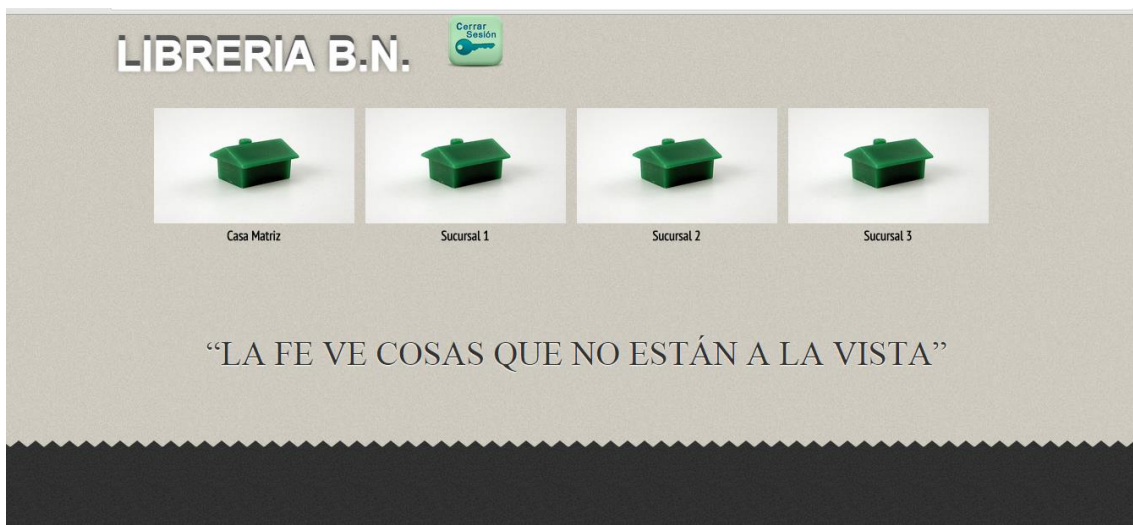 LIBRERIA B.N.
Cerrar
Sesión
Casa Matriz
Sucursal 1
Sucursal 2
Sucursal 3
“LA FE VE COSAS QUE NO ESTÁN A LA VISTA”